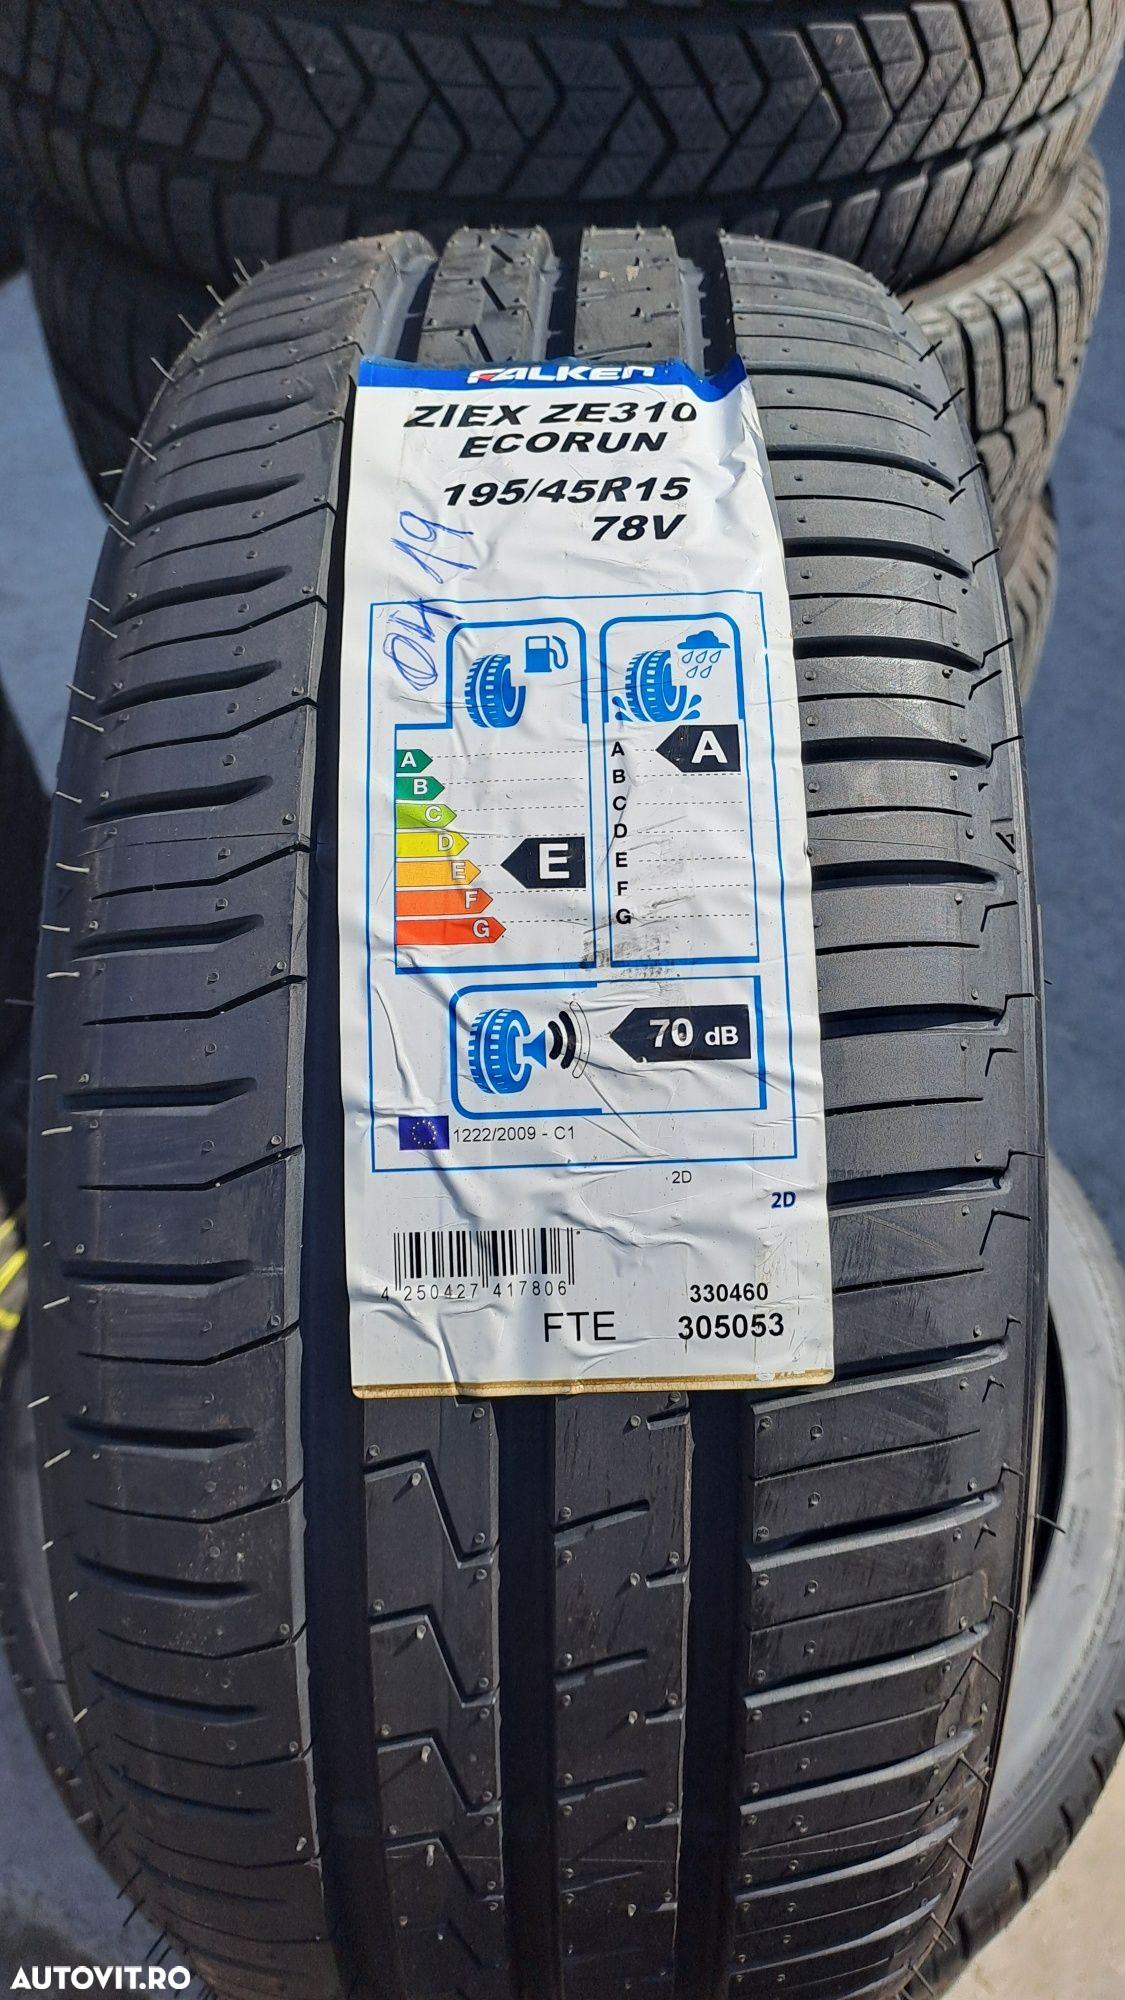 FALKEN
ZIEX ZE310
ECORUN
195/45R15
78V
04 19
A
B
C
D
E
F
G
E
A
B
C
D
E
F
G
A
70 dB
1222/2009 - C1
2D
2D
4 250427 417806
330460
FTE 305053
AUTOVIT.RO